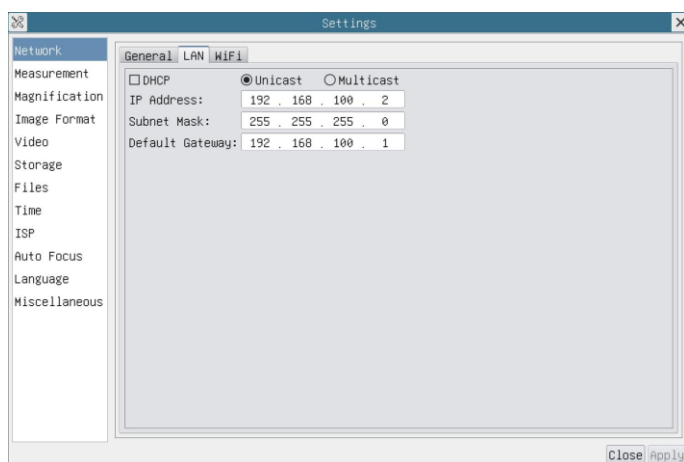 Settings
Network
Measurement
Magnification
Image Format
Video
Storage
Files
Time
ISP
Auto Focus
Language
Miscellaneous
General LAN WiFi
DHCP Unicast Multicast
IP Address: 192 . 168 . 100 . 2
Subnet Mask: 255 . 255 . 255 . 0
Default Gateway: 192 . 168 . 100 . 1
Close Apply